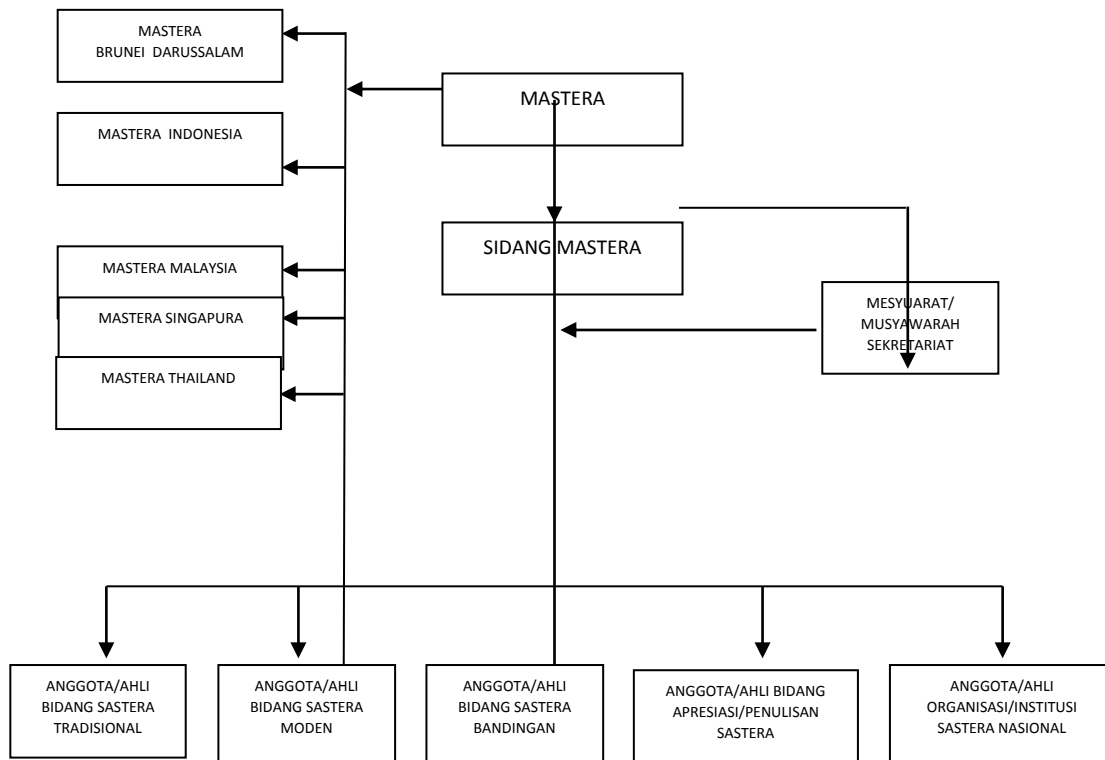 MASTERA
BRUNEI DARUSSALAM
MASTERA
MASTERA INDONESIA
SIDANG MASTERA
MASTERA MALAYSIA
MASTERA SINGAPURA
MESYUARAT/
MUSYAWARAH
SEKRETARIAT
MASTERA THAILAND
ANGGOTA/AHLI
BIDANG SASTERA
TRADISIONAL
ANGGOTA/AHLI
BIDANG SASTERA
MODEN
ANGGOTA/AHLI
BIDANG SASTERA
BANDINGAN
ANGGOTA/AHLI BIDANG
APRESIASI/PENULISAN
SASTERA
ANGGOTA/AHLI
ORGANISASI/INSTITUSI
SASTERA NASIONAL